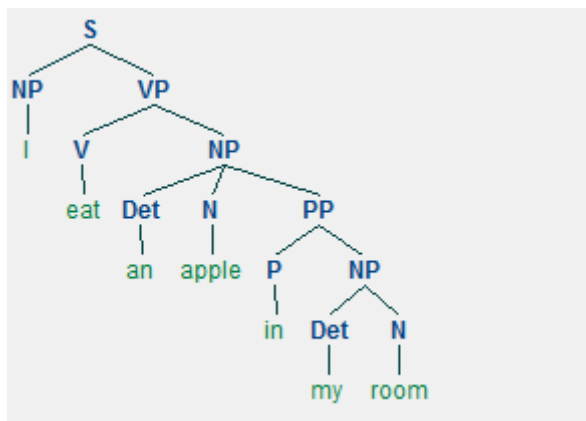 S
NP VP
I V NP
eat Det N PP
an apple P NP
in Det N
my room